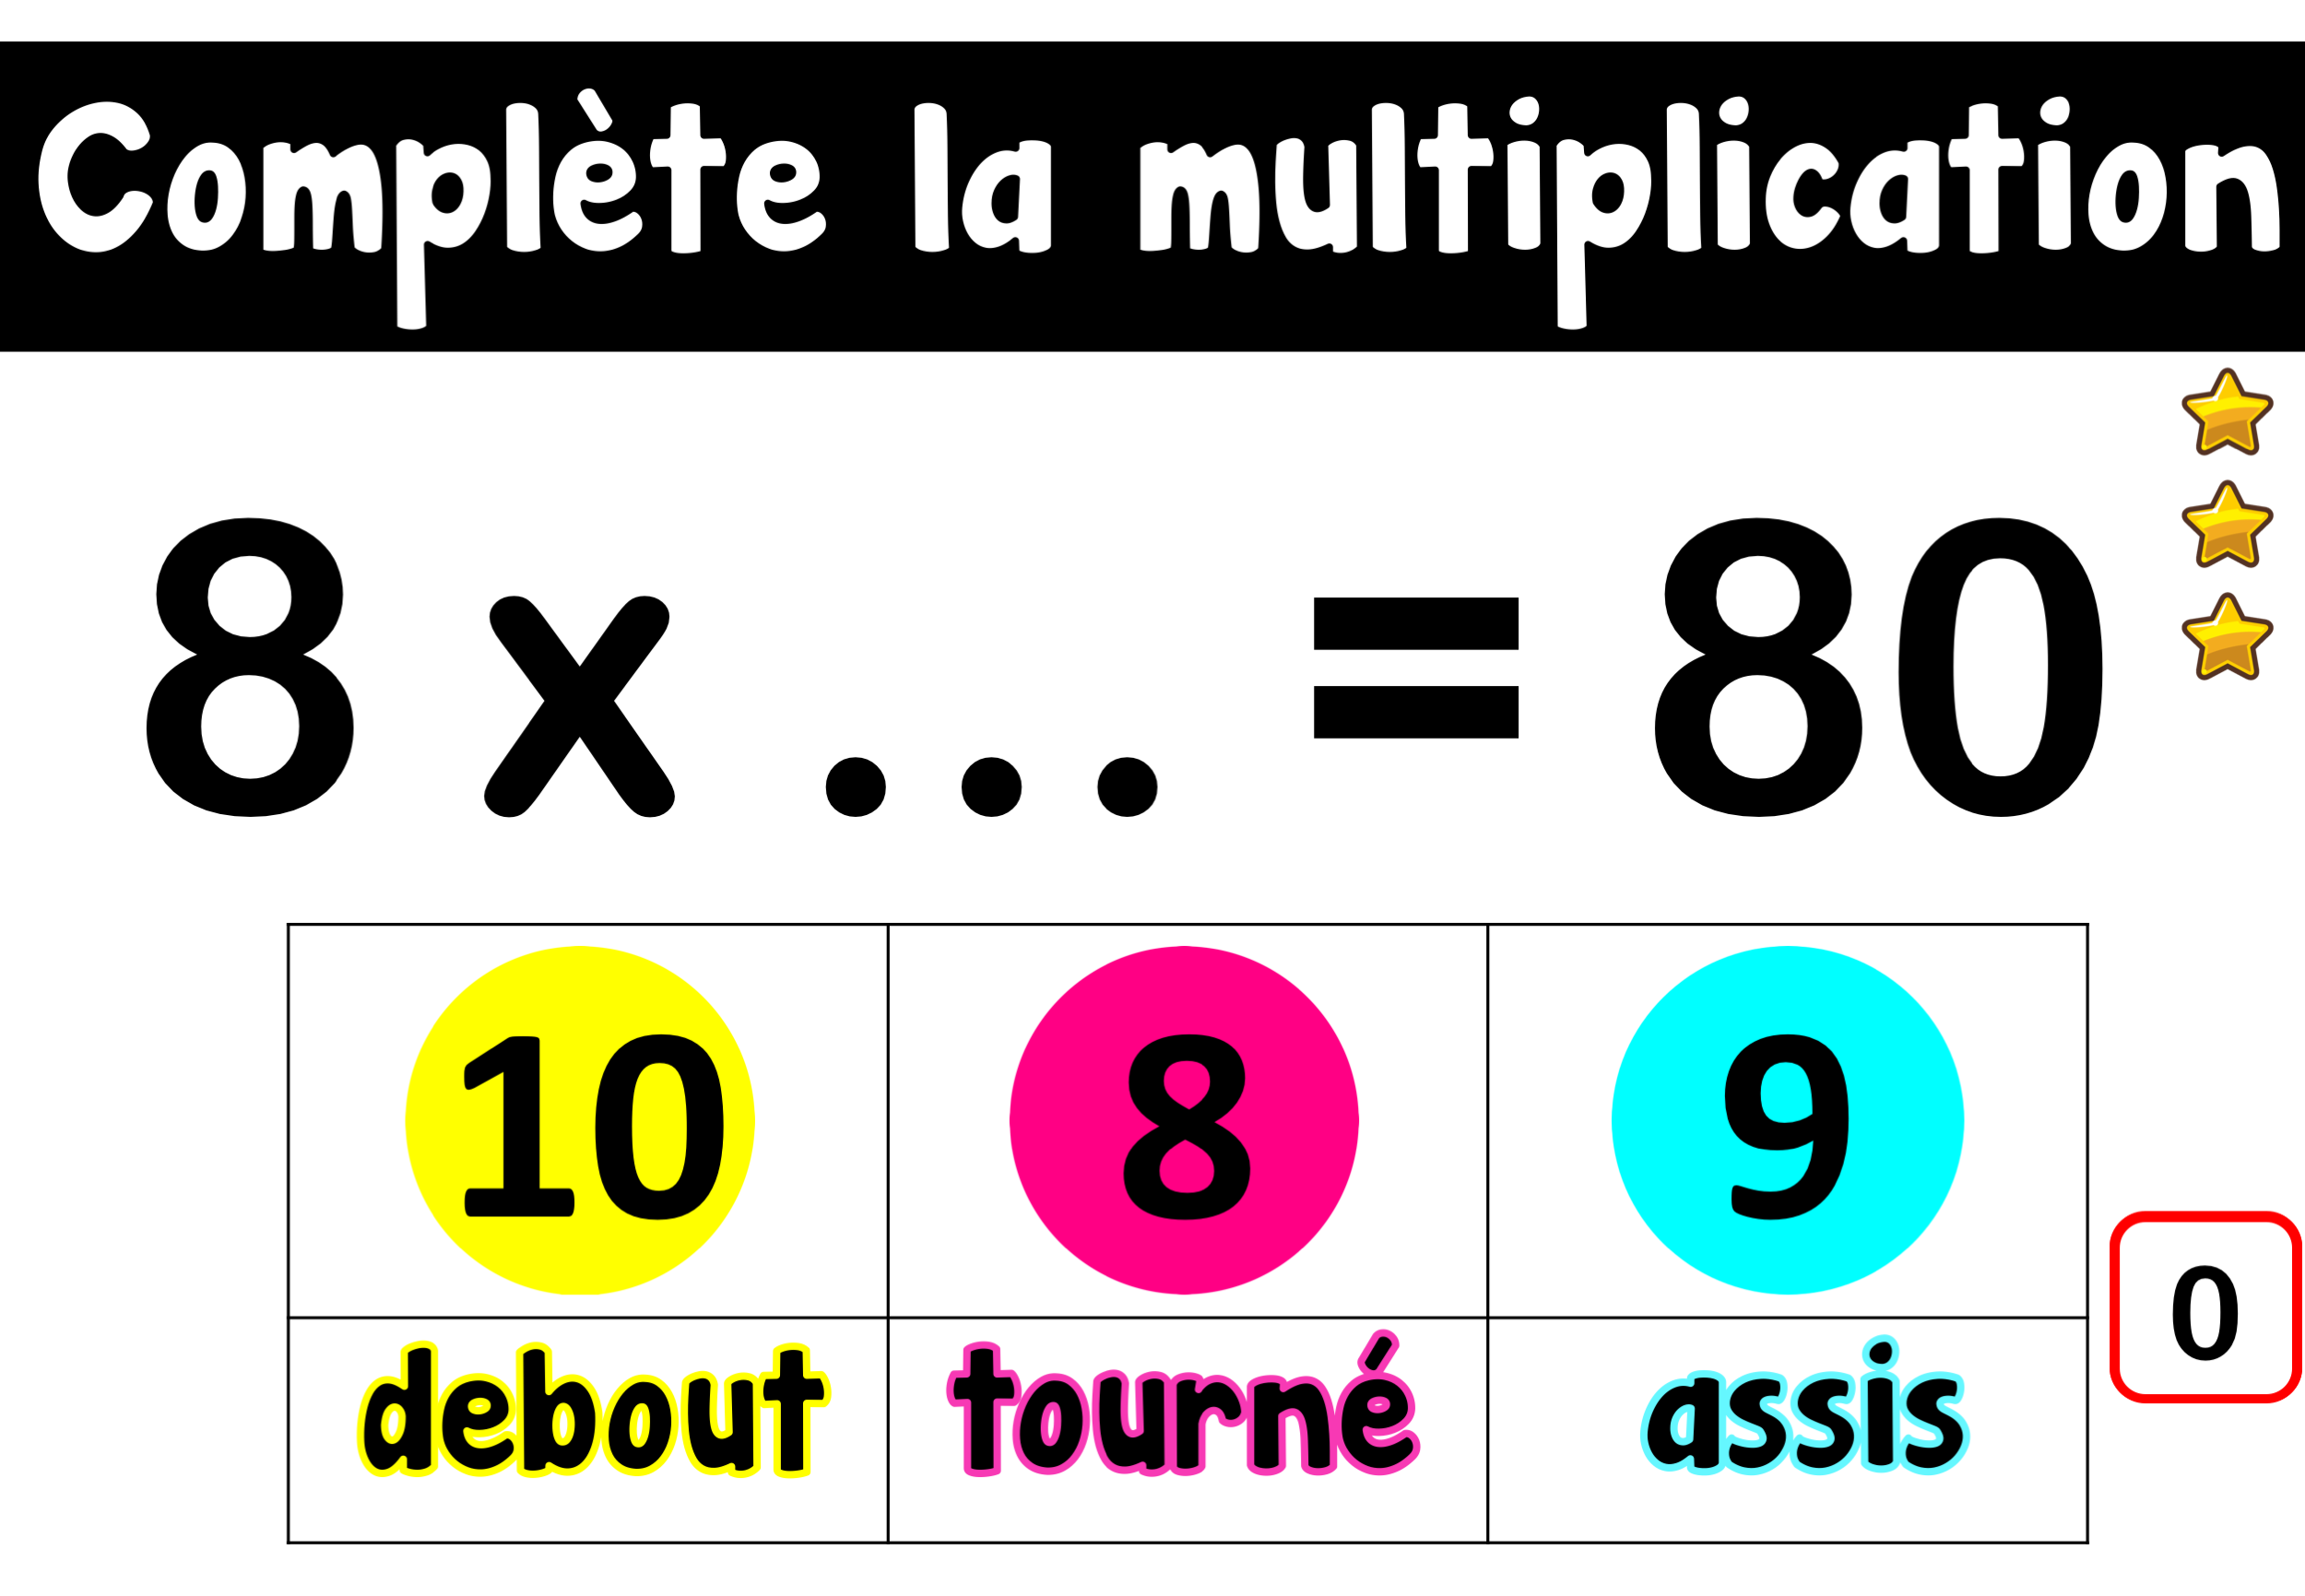 Complète la multiplication
8 x ... = 80
10 8 9
0
debout tourné assis